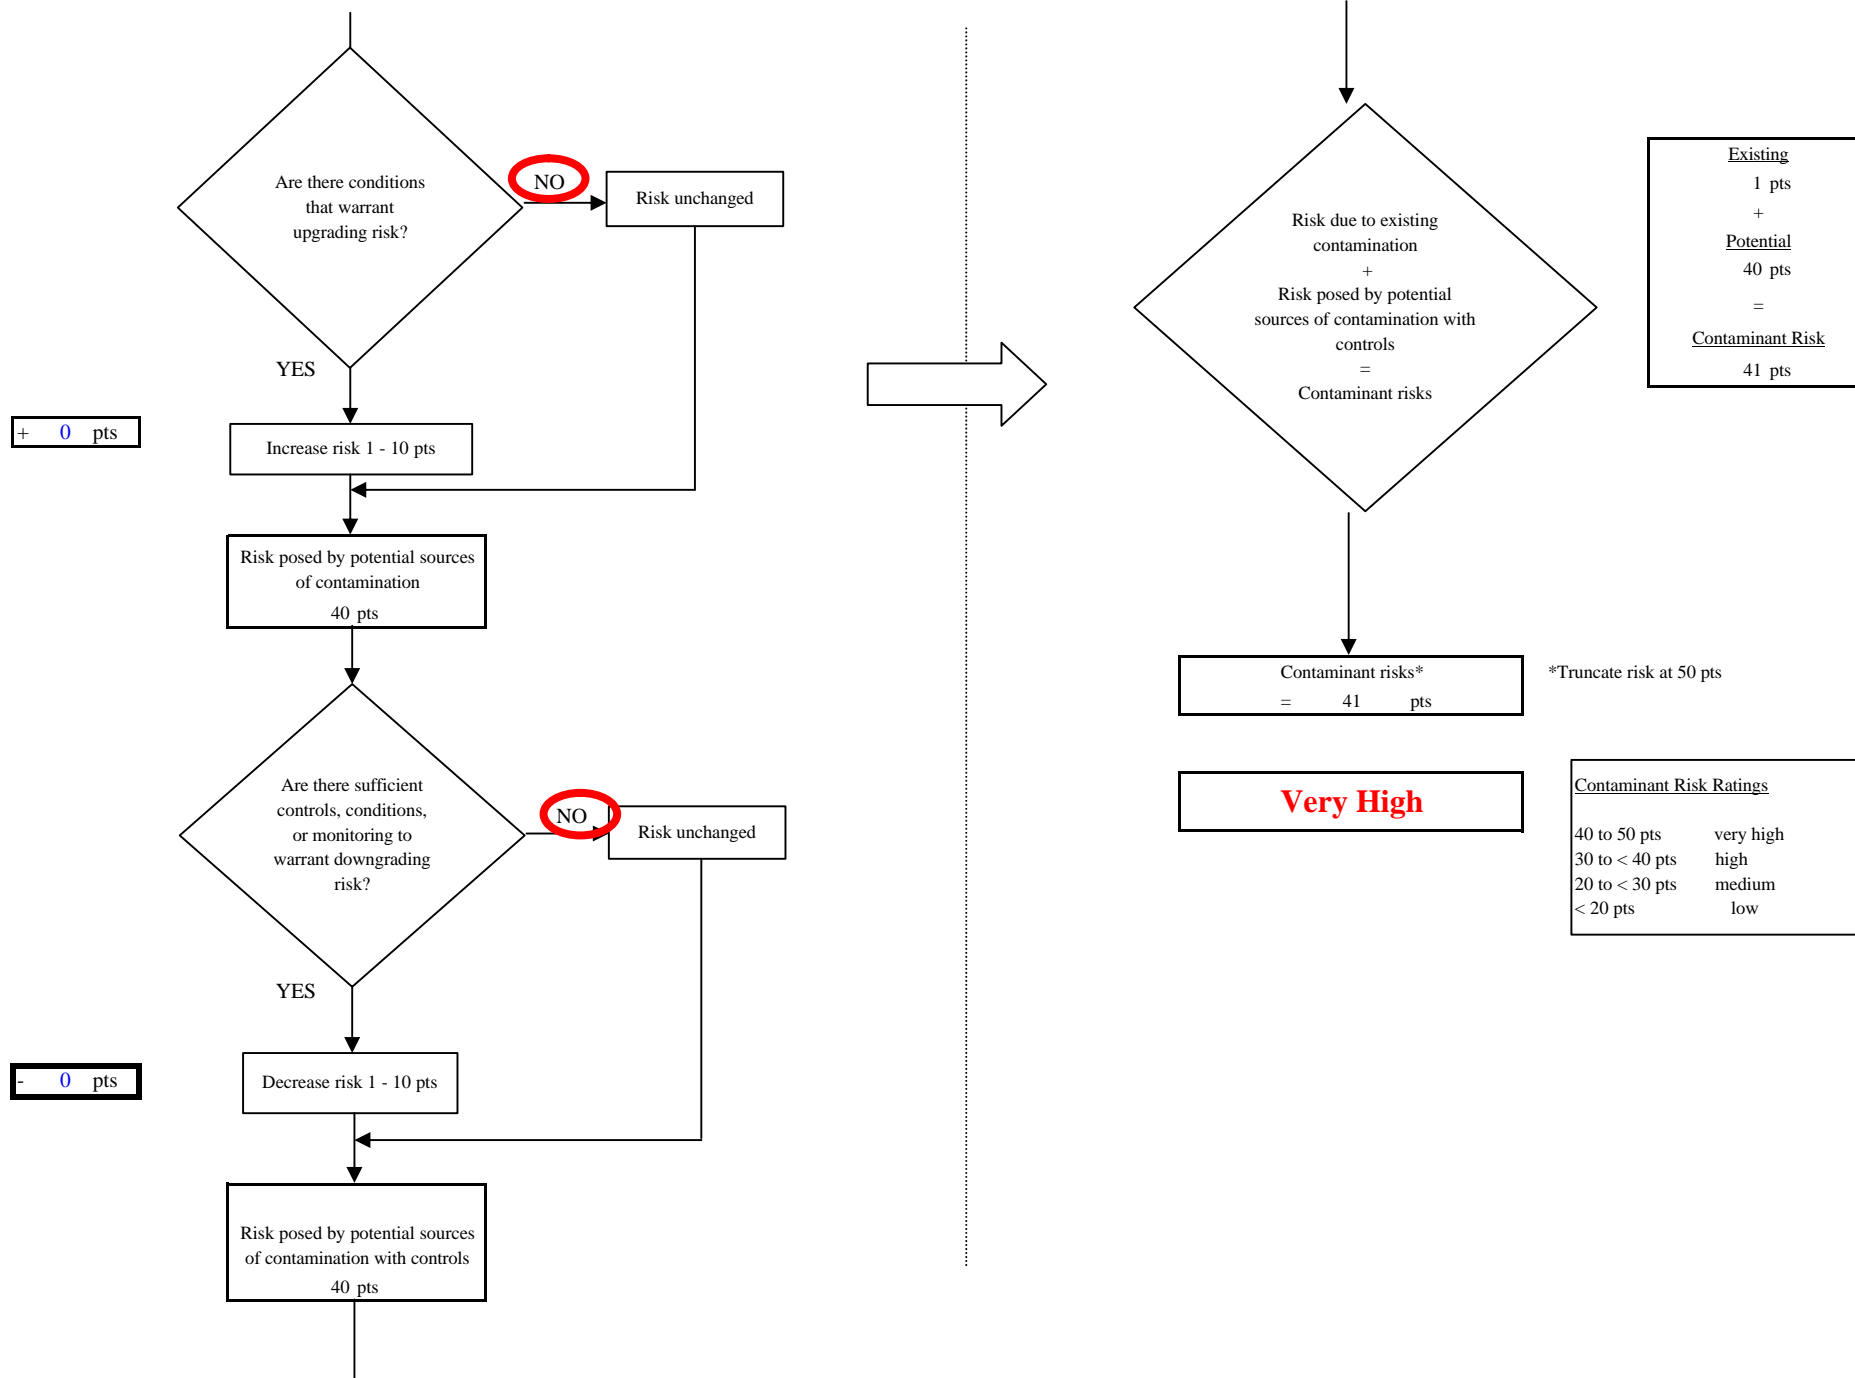 Are there conditions
that warrant
upgrading risk?
NO
Risk unchanged
YES
+ 0 pts
Increase risk 1 - 10 pts
Risk posed by potential sources
of contamination
40 pts
Are there sufficient
controls, conditions,
or monitoring to
warrant downgrading
risk?
NO
Risk unchanged
YES
- 0 pts
Decrease risk 1 - 10 pts
Risk posed by potential sources
of contamination with controls
40 pts
Risk due to existing
contamination
+
Risk posed by potential
sources of contamination with
controls
=
Contaminant risks
Existing
1 pts
+
Potential
40 pts
=
Contaminant Risk
41 pts
Contaminant risks*
= 41 pts
*Truncate risk at 50 pts
Very High
Contaminant Risk Ratings
40 to 50 pts very high
30 to < 40 pts high
20 to < 30 pts medium
< 20 pts low